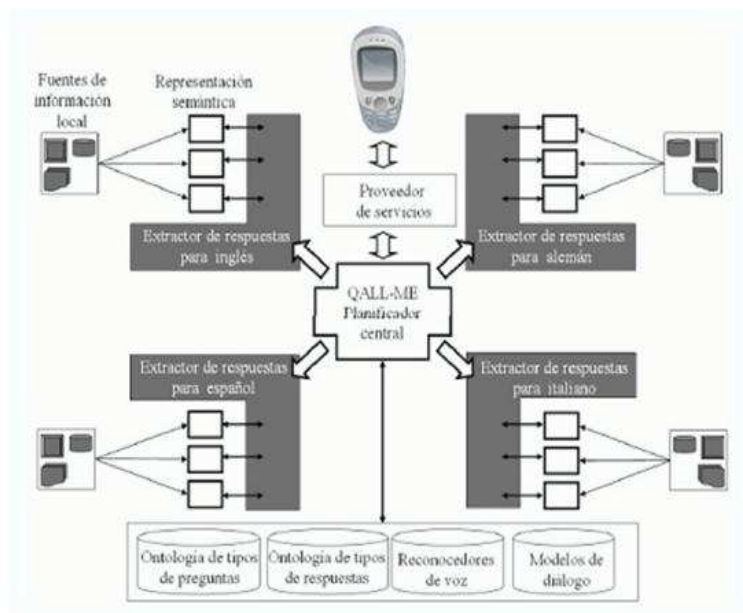 Fuentes de
información
local
Representación
semántica
Proveedor
de servicios
Extractor de respuestas
para inglés
Extractor de respuestas
para alemán
QALL-ME
Planificador
central
Extractor de respuestas
para español
Extractor de respuestas
para italiano
Ontología de tipos
de preguntas
Ontología de tipos
de respuestas
Reconocedores
de voz
Modelos de
dialogo